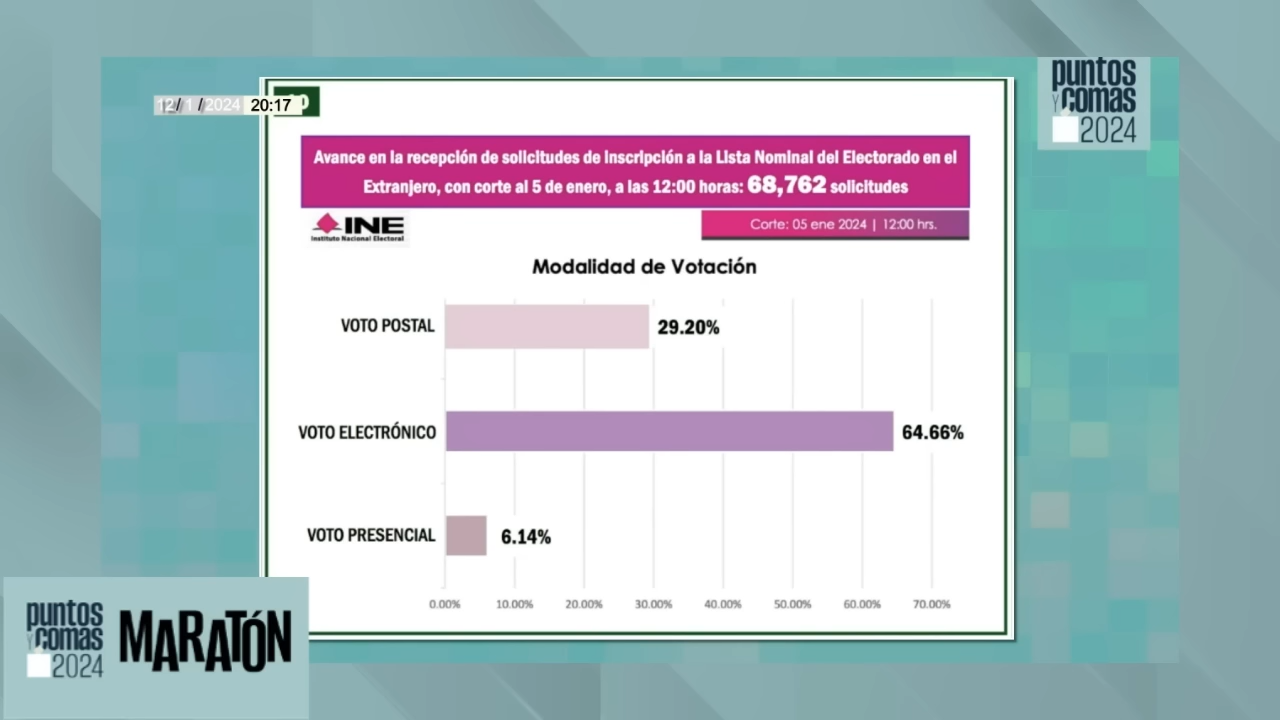 puntos
y comas
2024
12/ 1 /2024 20:17
Avance en la recepción de solicitudes de Inscripción a la Lista Nominal del Electorado en el
Extranjero, con corte al 5 de enero, a las 12:00 horas: 68,762 solicitudes
INE
Instituto Nacional Electoral
Corte: 05 ene 2024 | 12:00 hrs.
Modalidad de Votación
VOTO POSTAL
29.20%
VOTO ELECTRÓNICO
64.66%
VOTO PRESENCIAL
6.14%
0.00% 10.00% 20.00% 30.00% 40.00% 50.00% 60.00% 70.00%
puntos
y comas
2024
MARATÓN